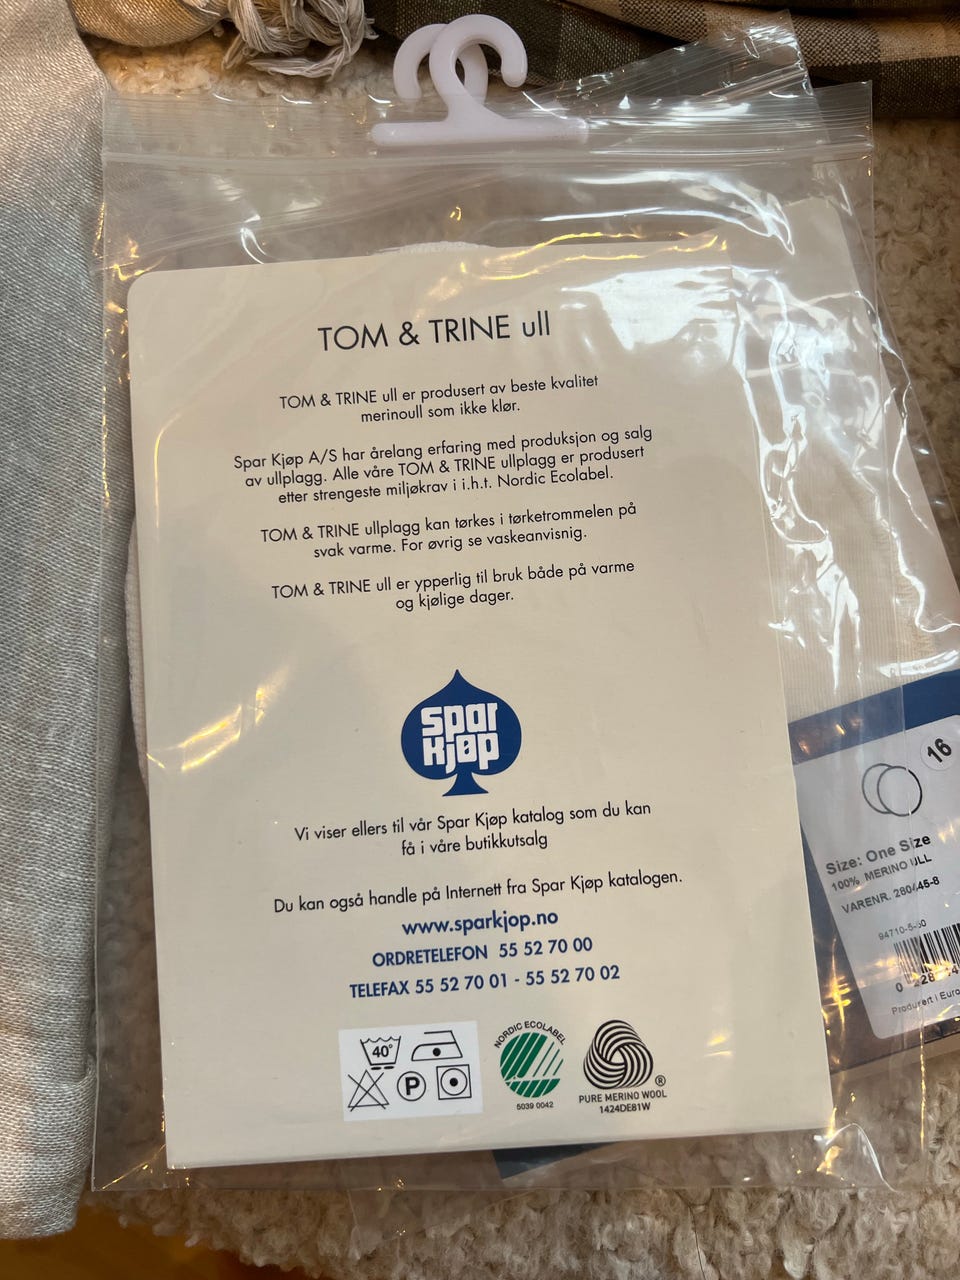 TOM & TRINE ull
TOM & TRINE ull er produsert av beste kvalitet
merinoull som ikke klør.
Spar Kjøp A/S har årelang erfaring med produksjon og salg
av ullplagg. Alle våre TOM & TRINE ullplagg er produsert
etter strengeste miljøkrav i i.h.t. Nordic Ecolabel.
TOM & TRINE ullplagg kan tørkes i tørketrommelen på
svak varme. For øvrig se vaskeanvisnig.
TOM & TRINE ull er ypperlig til bruk både på varme
og kjølige dager.
spar
kjøp
Vi viser ellers til vår Spar Kjøp katalog som du kan
få i våre butikkutsalg
Du kan også handle på Internett fra Spar Kjøp katalogen.
www.sparkjop.no
ORDRETELEFON 55 52 70 00
TELEFAX 55 52 70 01 - 55 52 70 02
40°
P
NORDIC ECOLABEL
5039 0042
®
PURE MERINO WOOL
1424DE81W
16
Size: One Size
100% MERINO ULL
VARENR. 280445-8
94710-5-
Produsert i